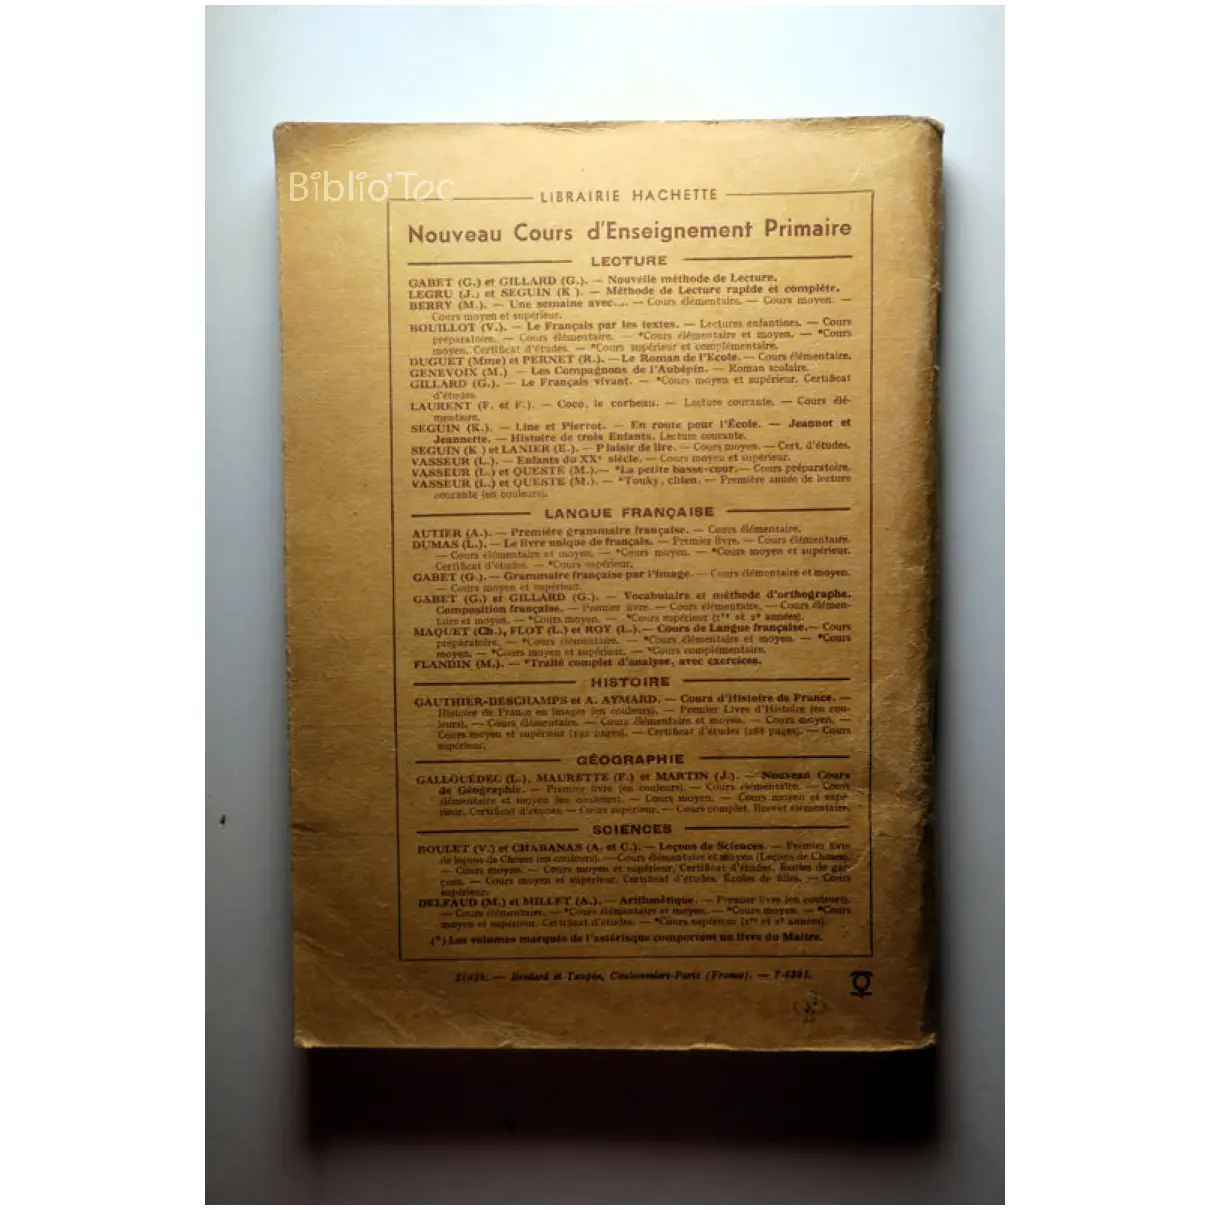 Biblio'Toc
LIBRAIRIE HACHETTE
Nouveau Cours d'Enseignement Primaire
LECTURE
GABET (G.) et GILLARD (G.). — Nouvelle méthode de Lecture.
LEGRU (J.) et SEGUIN (K ). — Méthode de Lecture rapide et complète.
BERRY (M.). — Une semaine avec.... — Cours élémentaire. — Cours moyen. —
Cours moyen et supérieur.
BOUILLOT (V.). — Le Français par les textes. — Lectures enfantines. — Cours
préparatoire. — Cours élémentaire. — *Cours élémentaire et moyen. — *Cours
moyen. Certificat d'études. — *Cours supérieur et complémentaire.
DUGUET (Mme) et PERNET (R.). — Le Roman de l'Ecole. — Cours élémentaire.
GENEVOIX (M.) — Les Compagnons de l'Aubépin. — Roman scolaire.
GILLARD (G.). — Le Français vivant. — *Cours moyen et supérieur. Certificat
d'études.
LAURENT (F. et F.). — Coco, le corbeau. — Lecture courante. — Cours élé-
mentaire.
SEGUIN (K.). — Line et Pierrot. — En route pour l'École. — Jeannot et
Jeannette. — Histoire de trois Enfants. Lecture courante.
SEGUIN (K ) et LANIER (E.). — Plaisir de lire. — Cours moyen. — Cert. d'études.
VASSEUR (L.). — Enfants du XXe siècle. — Cours moyen et supérieur.
VASSEUR (L.) et QUESTE (M.).— *La petite basse-cour.— Cours préparatoire.
VASSEUR (L.) et QUESTE (M.). — *Touky, chien. — Première année de lecture
courante (en couleurs).
LANGUE FRANÇAISE
AUTIER (A.). — Première grammaire française. — Cours élémentaire.
DUMAS (L.). — Le livre unique de français. — Premier livre. — Cours élémentaire.
— Cours élémentaire et moyen. — *Cours moyen. — *Cours moyen et supérieur.
Certificat d'études. — *Cours supérieur.
GABET (G.). — Grammaire française par l'image. — Cours élémentaire et moyen.
— Cours moyen et supérieur.
GABET (G.) et GILLARD (G.). — Vocabulaire et méthode d'orthographe.
Composition française. — Premier livre. — Cours élémentaire. — Cours élémen-
taire et moyen. — *Cours moyen. — *Cours supérieur (1re et 2e années).
MAQUET (Ch.), FLOT (L.) et ROY (L.). — Cours de Langue française.— Cours
préparatoire. — *Cours élémentaire. — *Cours élémentaire et moyen. — *Cours
moyen. — *Cours moyen et supérieur. — *Cours complémentaire.
FLANDIN (M.). — *Traité complet d'analyse, avec exercices.
HISTOIRE
GAUTHIER-DESCHAMPS et A. AYMARD. — Cours d'Histoire de France. —
Histoire de France en Images (en couleurs). — Premier Livre d'Histoire (en cou-
leurs). — Cours élémentaire. — Cours élémentaire et moyen. — Cours moyen. —
Cours moyen et supérieur (192 pages). — Certificat d'études (288 pages). — Cours
supérieur.
GÉOGRAPHIE
GALLOUÉDEC (L.), MAURETTE (F.) et MARTIN (J.). — Nouveau Cours
de Géographie. — Premier livre (en couleurs). — Cours élémentaire. — Cours
élémentaire et moyen (en couleurs). — Cours moyen. — Cours moyen et supé-
rieur. Certificat d'études. — Cours supérieur. — Cours complet. Brevet élémentaire.
SCIENCES
BOULET (V.) et CHABANAS (A. et C.). — Leçons de Sciences. — Premier livre
de leçons de Choses (en couleurs). — Cours élémentaire et moyen (Leçons de Choses).
— Cours moyen. — Cours moyen et supérieur. Certificat d'études. Écoles de gar-
çons. — Cours moyen et supérieur. Certificat d'études. Écoles de filles. — Cours
supérieur.
DELFAUD (M.) et MILLET (A.). — Arithmétique. — Premier livre (en couleurs).
— Cours élémentaire. — *Cours élémentaire et moyen. — *Cours moyen. — *Cours
moyen et supérieur. Certificat d'études. — *Cours supérieur (1re et 2e années).
(*) Les volumes marqués de l'astérisque comportent un livre du Maître.
— Brodard et Taupin, Coulommiers-Paris (France). —